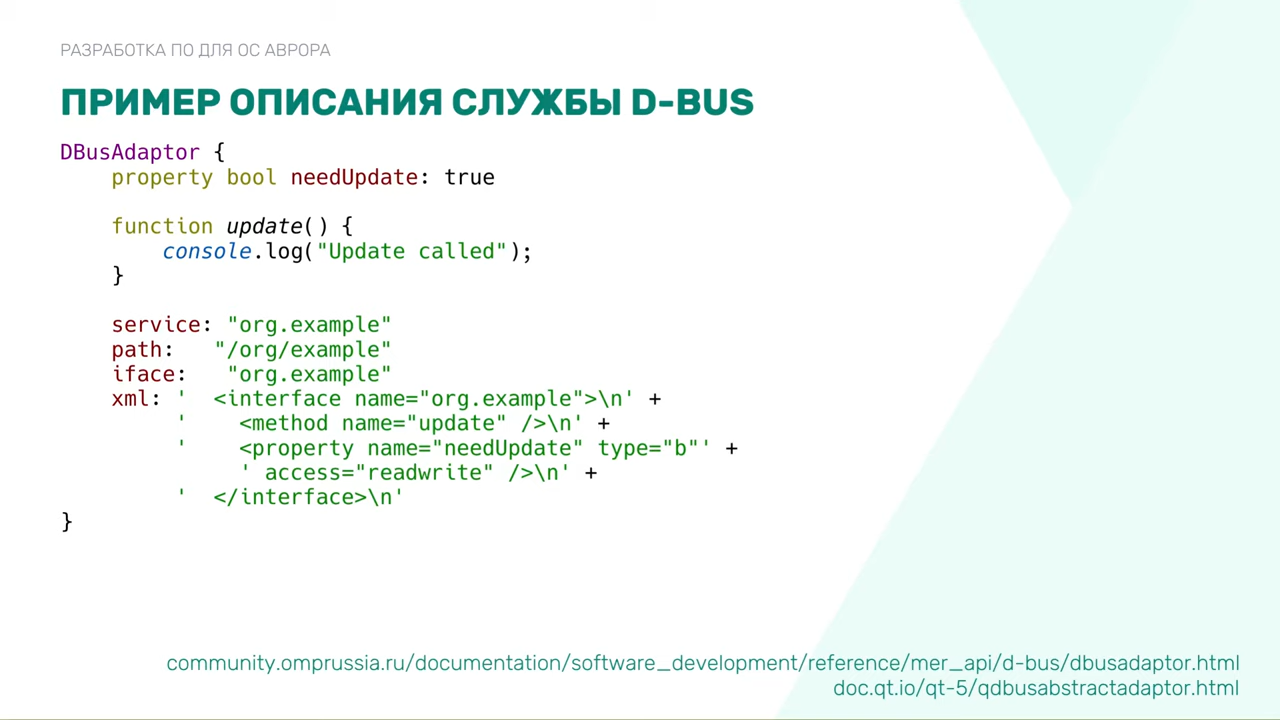 РАЗРАБОТКА ПО ДЛЯ ОС АВРОРА
ПРИМЕР ОПИСАНИЯ СЛУЖБЫ D-BUS
DBusAdaptor {
    property bool needUpdate: true

    function update() {
        console.log("Update called");
    }

    service: "org.example"
    path:   "/org/example"
    iface:   "org.example"
    xml: '  <interface name="org.example">\n' +
         '    <method name="update" />\n' +
         '    <property name="needUpdate" type="b"' +
              ' access="readwrite" />\n' +
         '  </interface>\n'
}
community.omprussia.ru/documentation/software_development/reference/mer_api/d-bus/dbusadaptor.html
doc.qt.io/qt-5/qdbusabstractadaptor.html